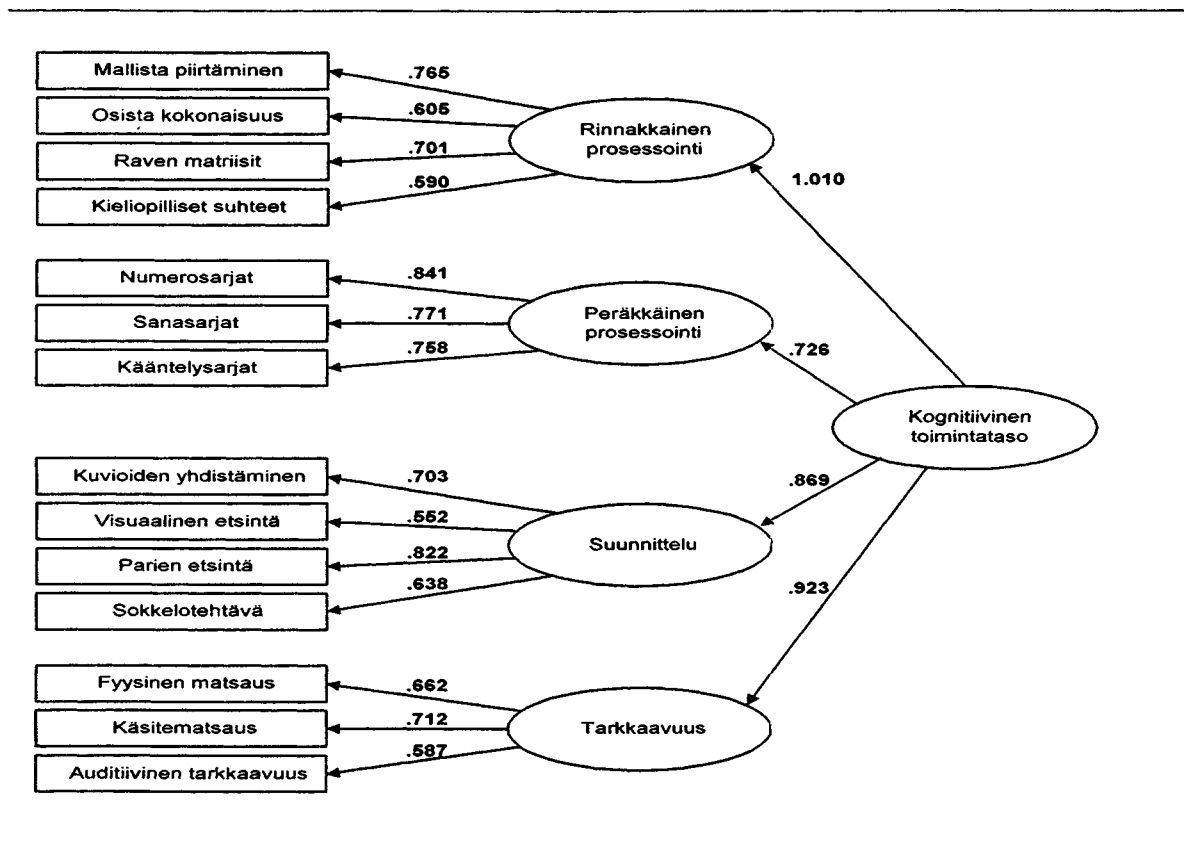 Mallista piirtäminen
.765
Osista kokonaisuus
.605
Raven matriisit
.701
Kieliopilliset suhteet
.590
Rinnakkainen
prosessointi
1.010
Numerosarjat
.841
Sanasarjat
.771
Kääntelysarjat
.758
Peräkkäinen
prosessointi
.726
Kognitiivinen
toimintataso
Kuvioiden yhdistäminen
.703
Visuaalinen etsintä
.552
Parien etsintä
.822
Sokkelotehtävä
.638
Suunnittelu
.869
.923
Fyysinen matsaus
.662
Käsitematsaus
.712
Auditiivinen tarkkaavuus
.587
Tarkkaavuus